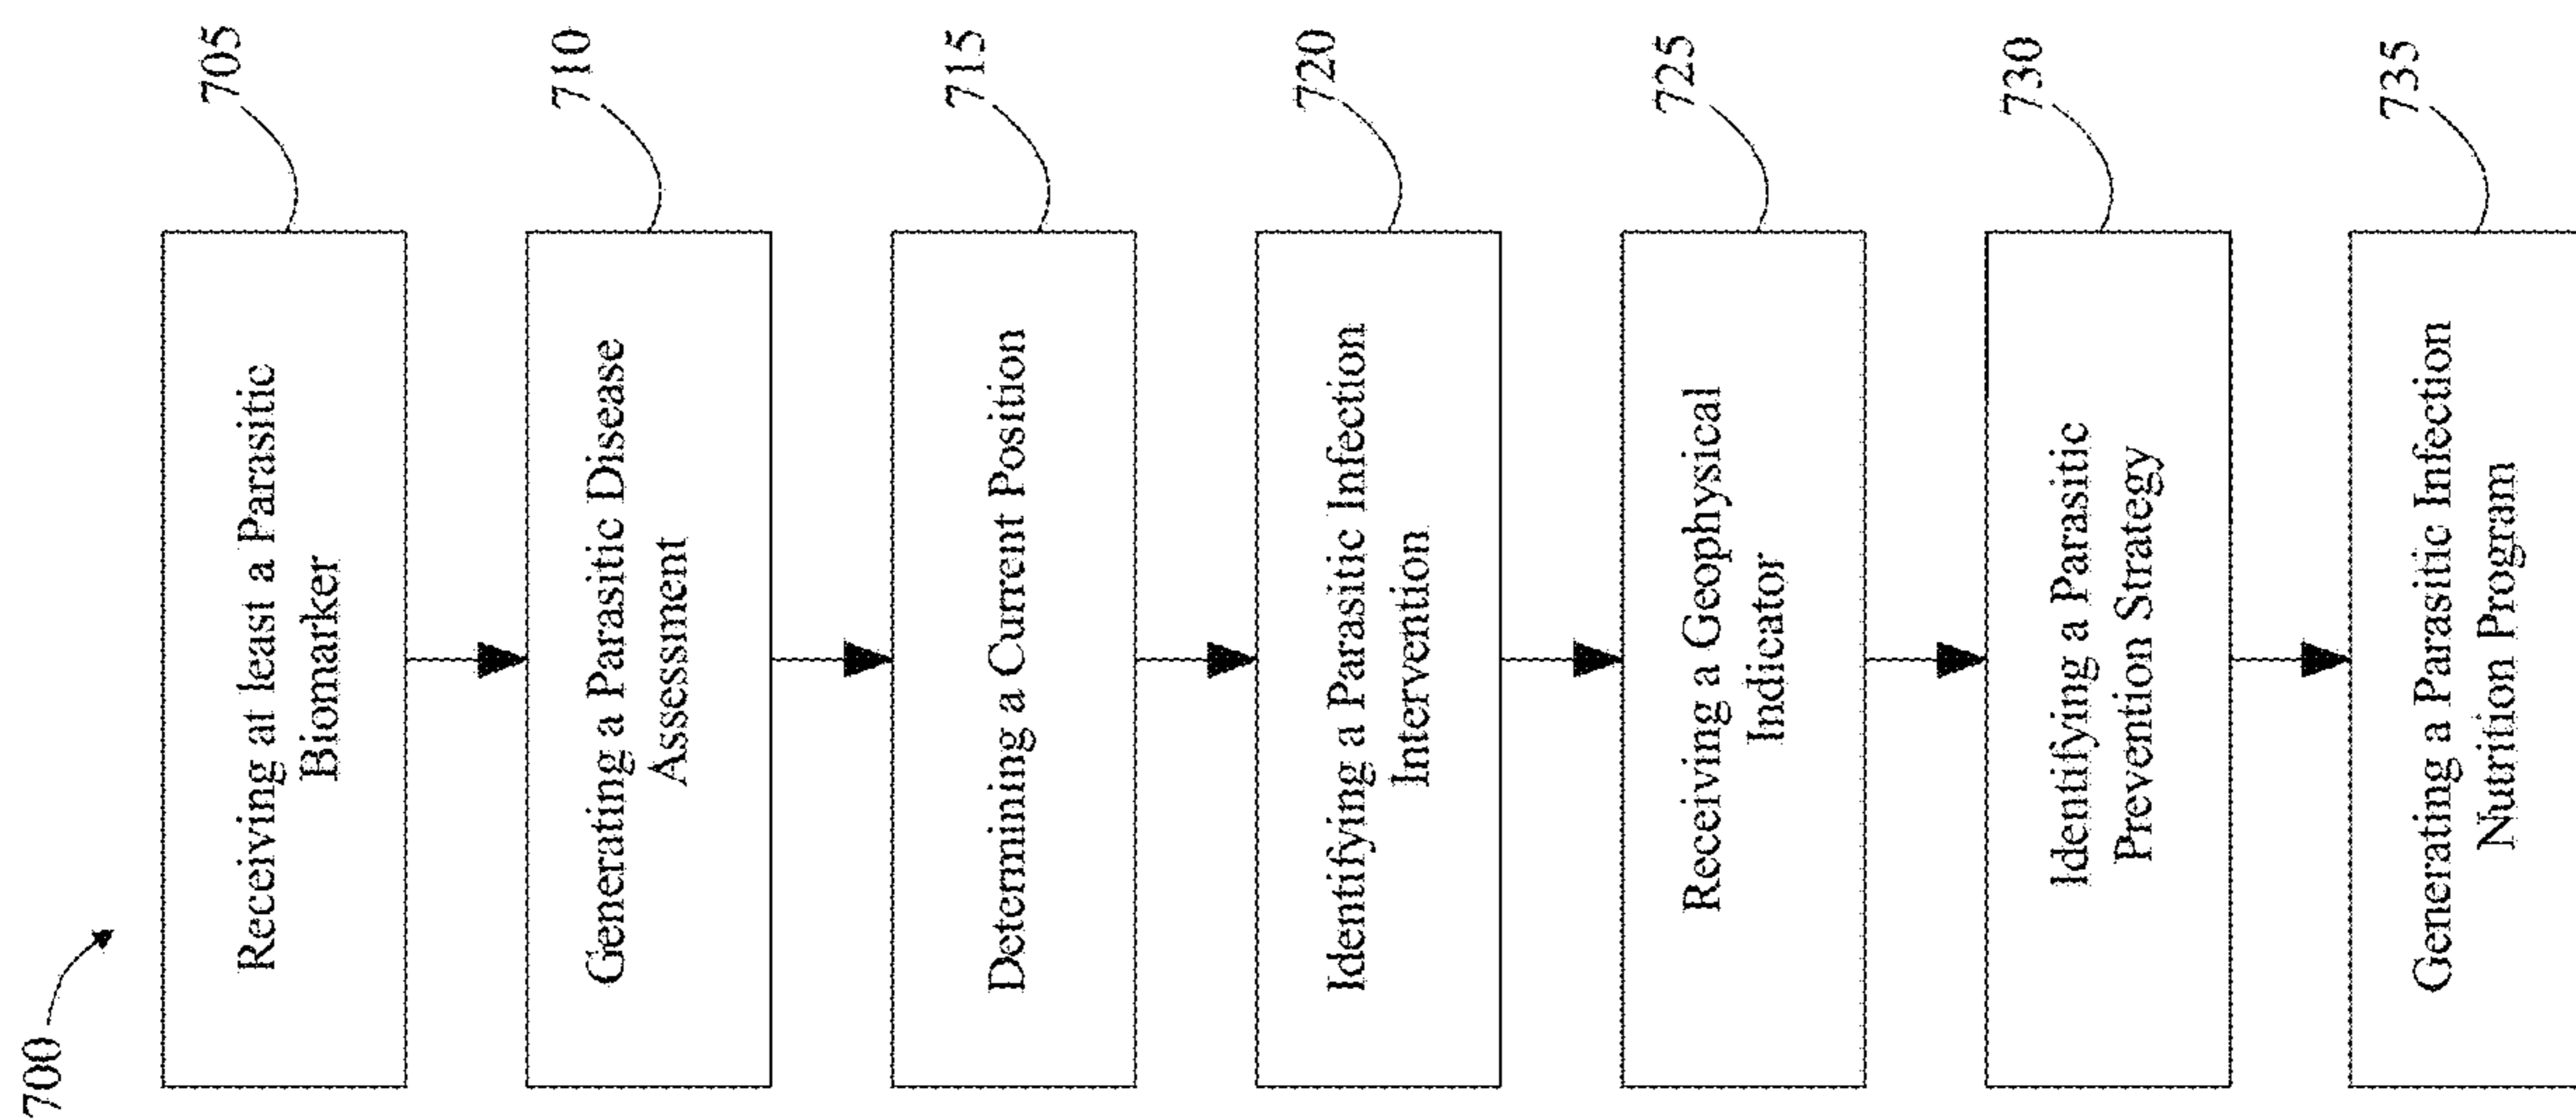 700
705
Receiving at least a Parasitic
Biomarker
710
Generating a Parasitic Disease
Assessment
715
Determining a Current Position
720
Identifying a Parasitic Infection
Intervention
725
Receiving a Geophysical
Indicator
730
Identifying a Parasitic
Prevention Strategy
735
Generating a Parasitic Infection
Nutrition Program